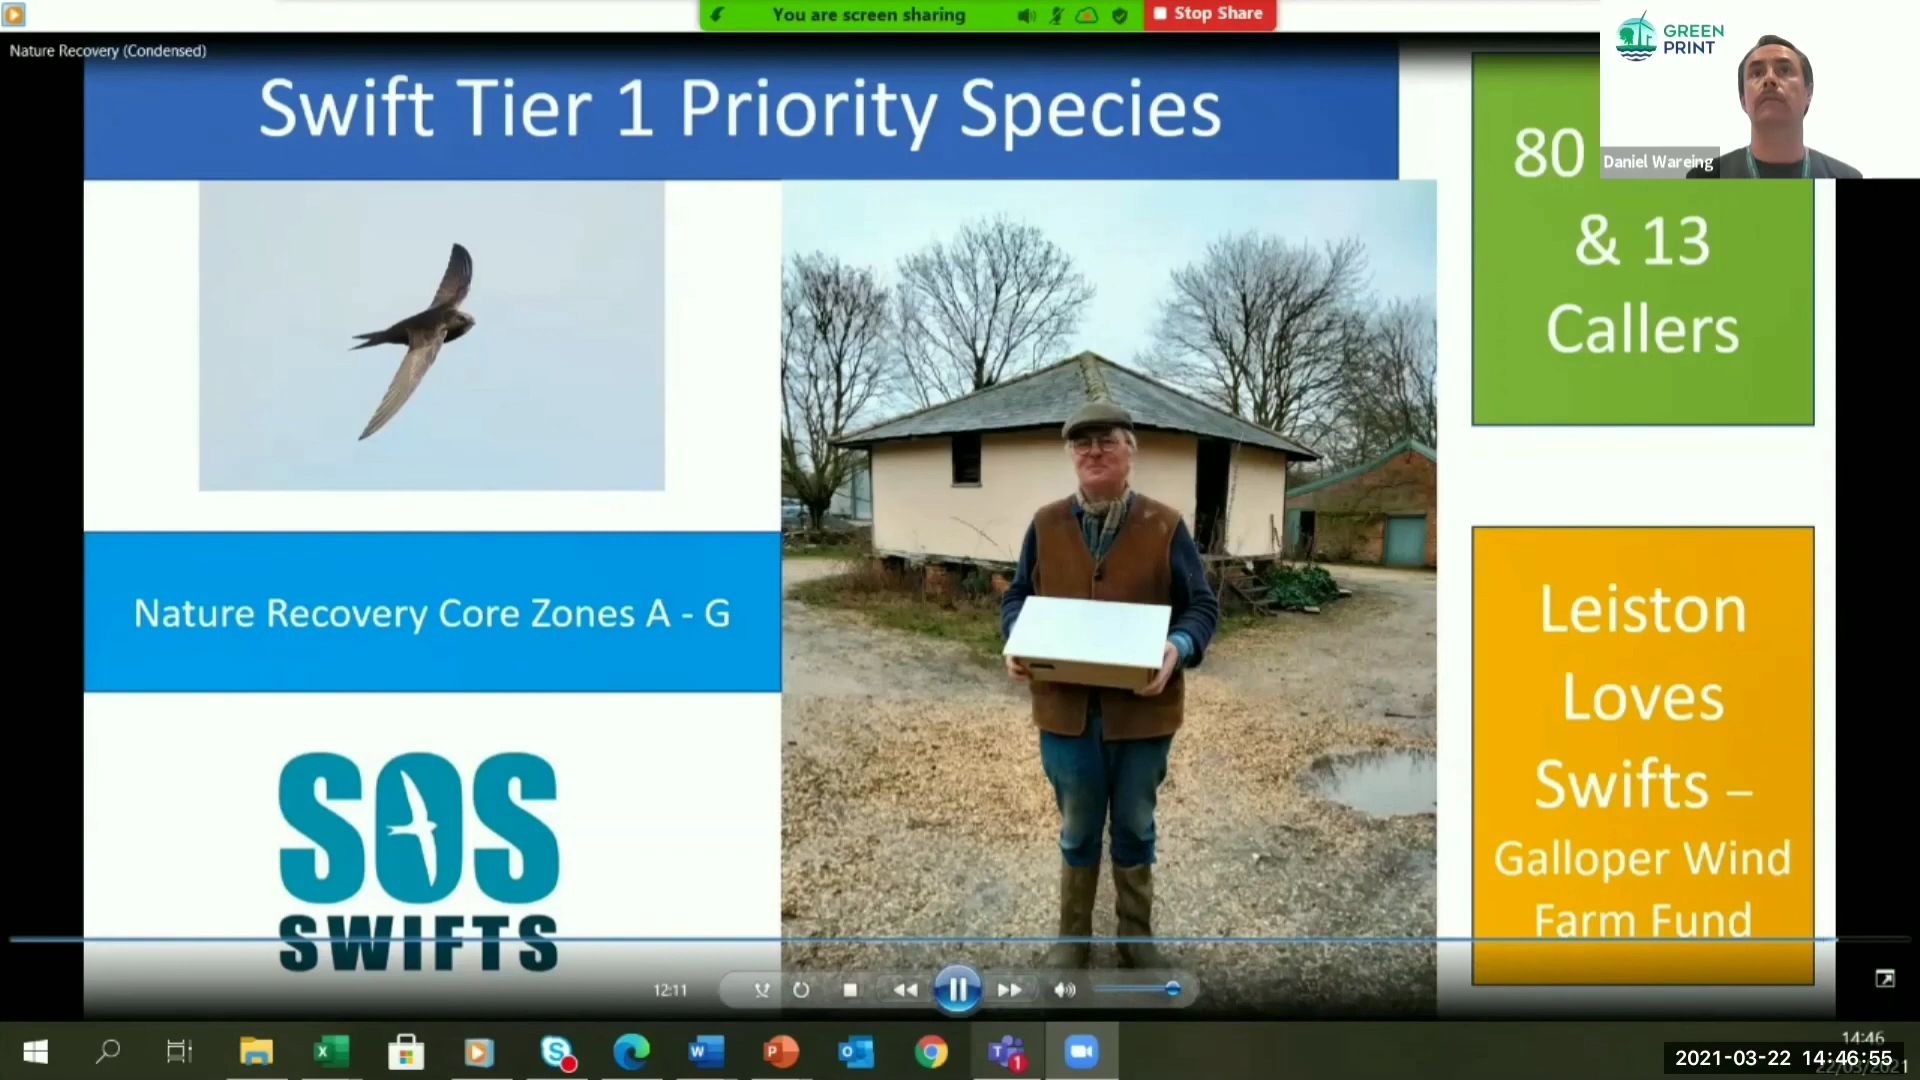 You are screen sharing
Stop Share
Nature Recovery (Condensed)
GREEN
PRINT
Daniel Wareing
Swift Tier 1 Priority Species
80
& 13
Callers
Nature Recovery Core Zones A - G
SOS
SWIFTS
Leiston
Loves
Swifts –
Galloper Wind
Farm Fund
12:11
14:46
2021-03-22 14:46:55